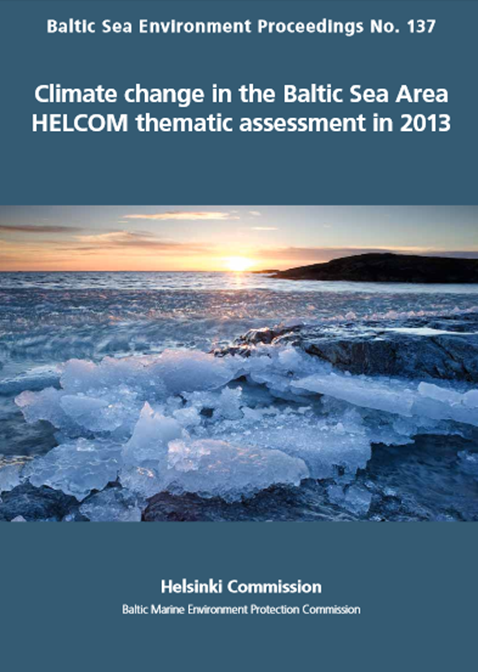 Baltic Sea Environment Proceedings No. 137
Climate change in the Baltic Sea Area
HELCOM thematic assessment in 2013
Helsinki Commission
Baltic Marine Environment Protection Commission